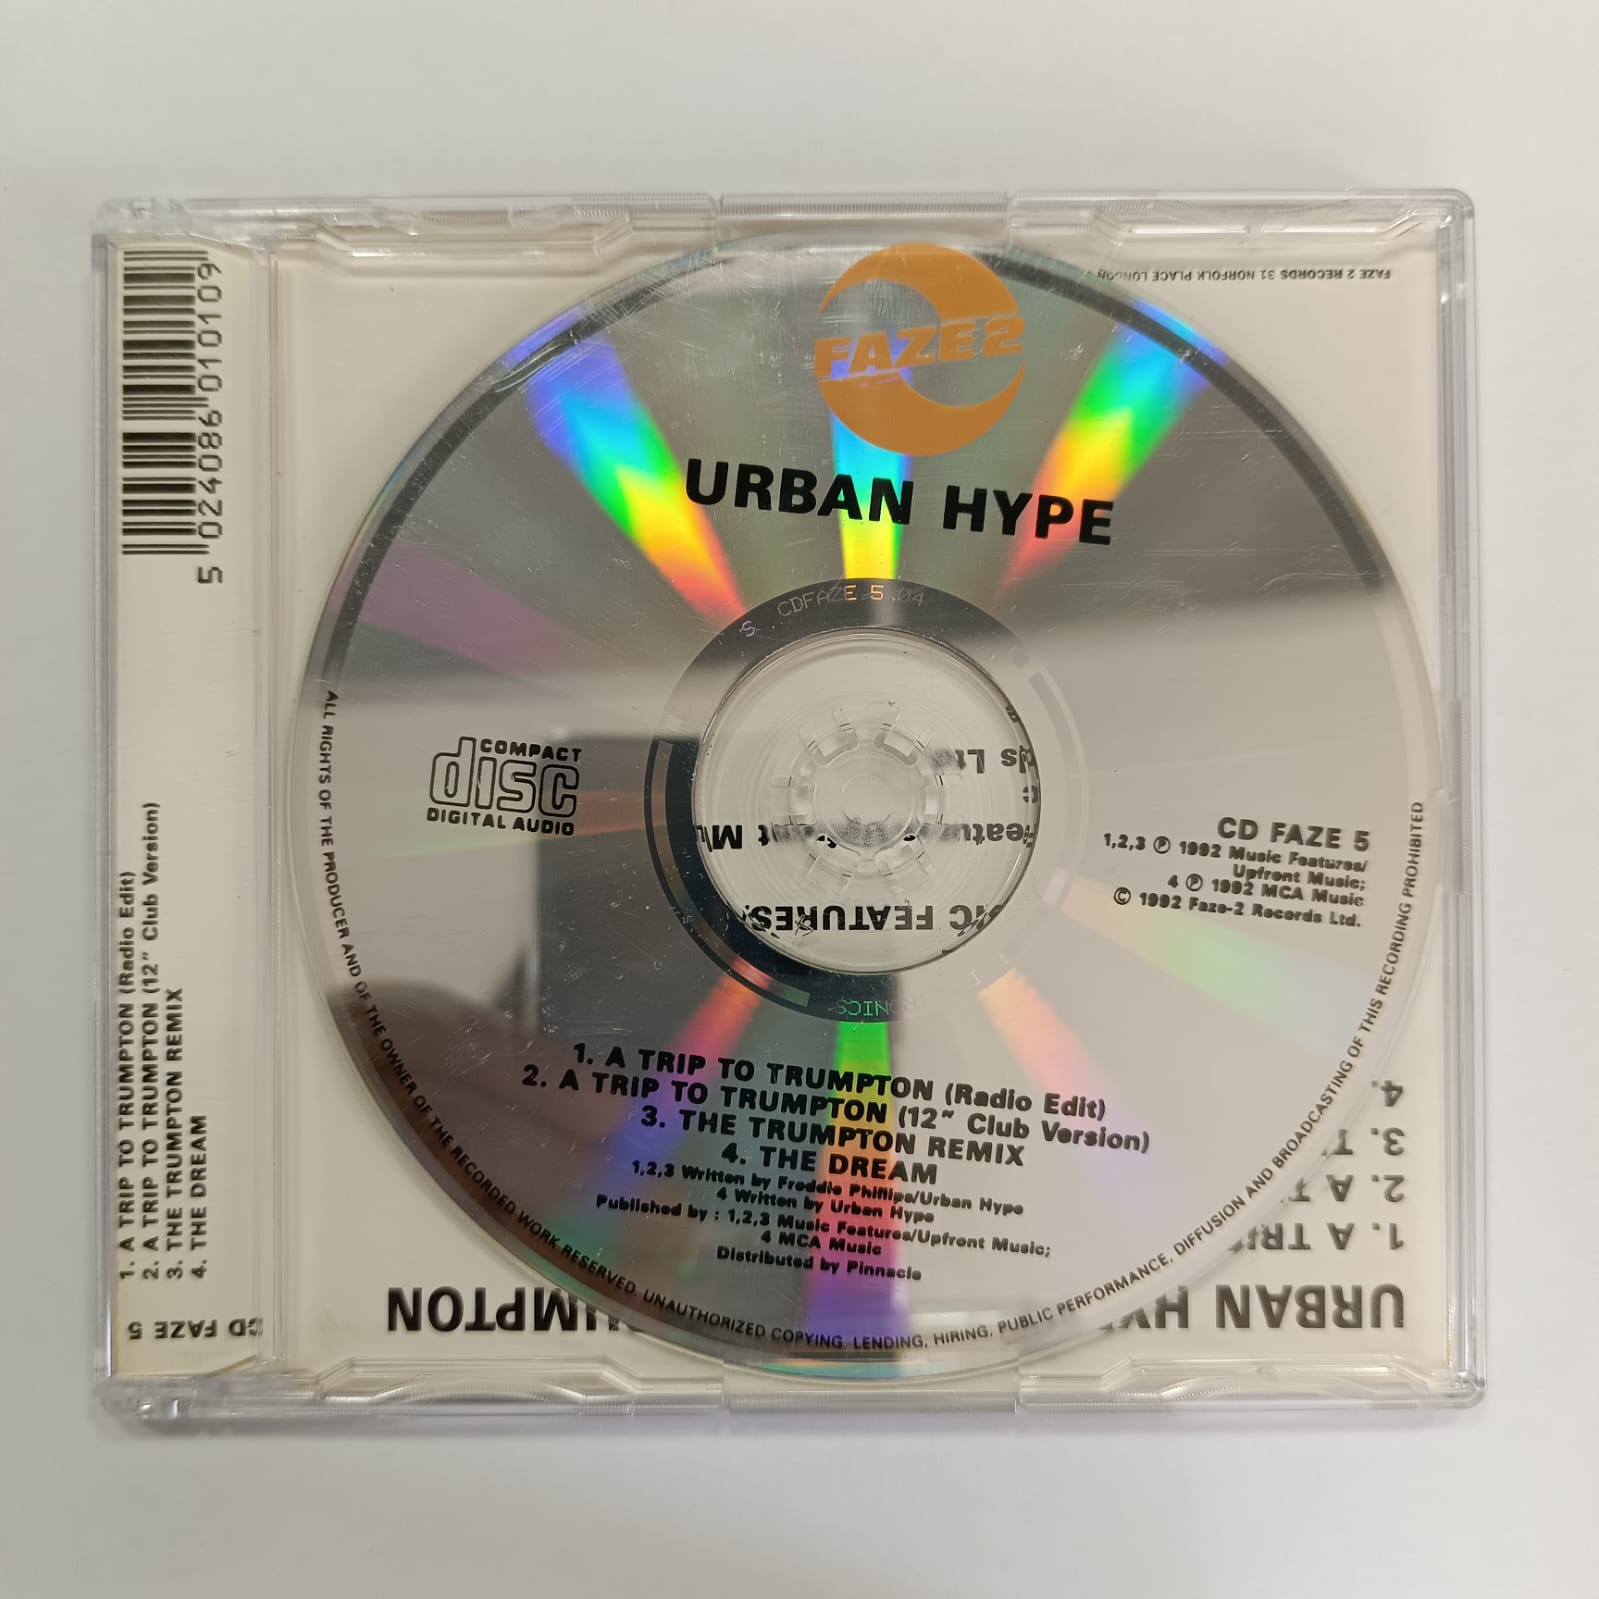 FAZE 2
URBAN HYPE
CDFAZE 5
COMPACT
disc
DIGITAL AUDIO
CD FAZE 5
1,2,3 ℗ 1992 Music Features/
Upfront Music;
4 ℗ 1992 MCA Music
© 1992 Faze-2 Records Ltd.
1. A TRIP TO TRUMPTON (Radio Edit)
2. A TRIP TO TRUMPTON (12" Club Version)
3. THE TRUMPTON REMIX
4. THE DREAM
1,2,3 Written by Freddie Phillips/Urban Hype
4 Written by Urban Hype
Published by : 1,2,3 Music Features/Upfront Music;
4 MCA Music
Distributed by Pinnacle
ALL RIGHTS OF THE PRODUCER AND OF THE OWNER OF THE RECORDED WORK RESERVED. UNAUTHORIZED COPYING, LENDING, HIRING, PUBLIC PERFORMANCE, DIFFUSION AND BROADCASTING OF THIS RECORDING PROHIBITED
5 024086 010109
1. A TRIP TO TRUMPTON (Radio Edit)
2. A TRIP TO TRUMPTON (12" Club Version)
3. THE TRUMPTON REMIX
4. THE DREAM
CD FAZE 5
FAZE 2 RECORDS 31 NORFOLK PLACE LONDON
URBAN
1. A
2. A
3.
4.
FEATURES